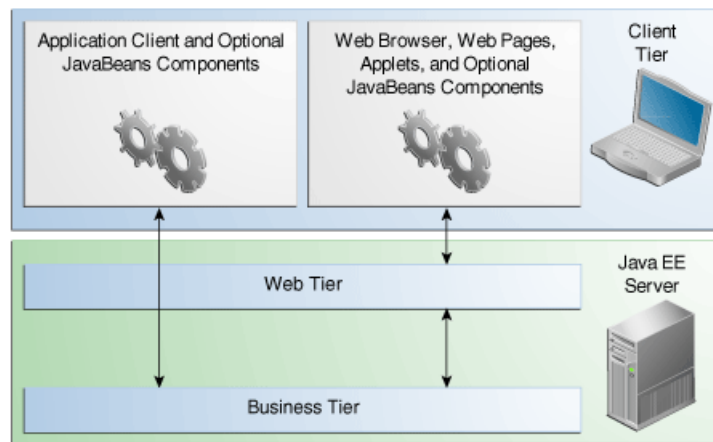 Application Client and Optional
JavaBeans Components
Web Browser, Web Pages,
Applets, and Optional
JavaBeans Components
Client
Tier
Web Tier
Java EE
Server
Business Tier